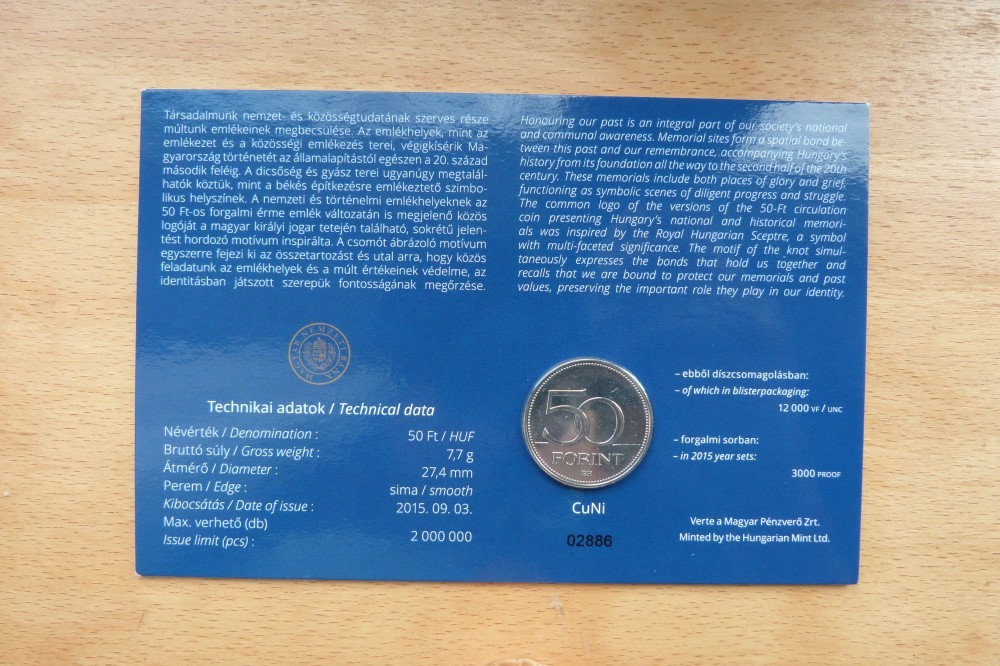 Társadalmunk nemzet- és közösségtudatának szerves része
múltunk emlékeinek megbecsülése. Az emlékhelyek, mint az
emlékezet és a közösségi emlékezés terei, végigkísérik Ma-
gyarország történetét az államalapítástól egészen a 20. század
második feléig. A dicsőség és gyász terei ugyanúgy megtalál-
hatók köztük, mint a békés építkezésre emlékeztető szimbo-
likus helyszínek. A nemzeti és történelmi emlékhelyeknek az
50 Ft-os forgalmi érme emlék változatán is megjelenő közös
logóját a magyar királyi jogar tetején található, sokrétű jelen-
tést hordozó motívum inspirálta. A csomót ábrázoló motívum
egyszerre fejezi ki az összetartozást és utal arra, hogy közös
feladatunk az emlékhelyek és a múlt értékeinek védelme, az
identitásban játszott szerepük fontosságának megőrzése.
Honouring our past is an integral part of our society's national
and communal awareness. Memorial sites form a spatial bond be-
tween this past and our remembrance, accompanying Hungary's
history from its foundation all the way to the second half of the 20th
century. These memorials include both places of glory and grief,
functioning as symbolic scenes of diligent progress and struggle.
The common logo of the versions of the 50-Ft circulation
coin presenting Hungary's national and historical memori-
als was inspired by the Royal Hungarian Sceptre, a symbol
with multi-faceted significance. The motif of the knot simul-
taneously expresses the bonds that hold us together and
recalls that we are bound to protect our memorials and past
values, preserving the important role they play in our identity.
MAGYAR NEMZETI BANK
Technikai adatok / Technical data
Névérték / Denomination : 50 Ft / HUF
Bruttó súly / Gross weight : 7,7 g
Átmérő / Diameter : 27,4 mm
Perem / Edge : sima / smooth
Kibocsátás / Date of issue : 2015. 09. 03.
Max. verhető (db)
Issue limit (pcs) : 2 000 000
50
FORINT
BP.
CuNi
02886
– ebből díszcsomagolásban:
– of which in blisterpackaging:
12 000 VF / UNC
– forgalmi sorban:
– in 2015 year sets:
3000 PROOF
Verte a Magyar Pénzverő Zrt.
Minted by the Hungarian Mint Ltd.